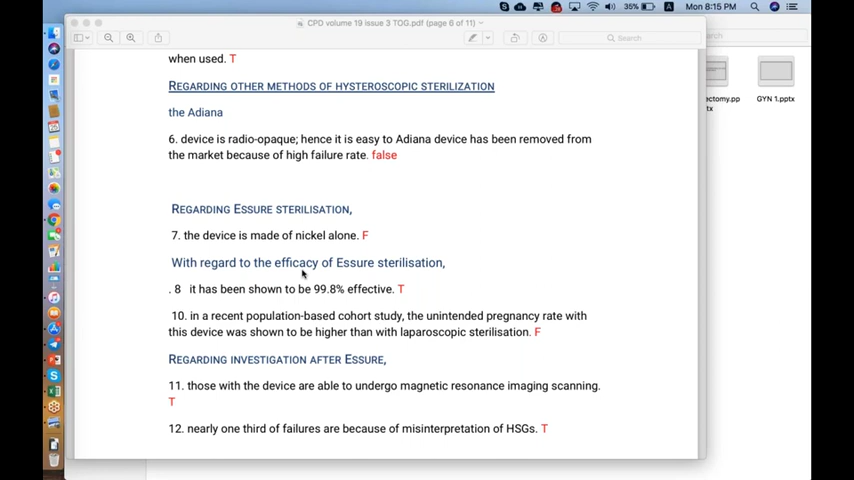 35%
A
Mon 8:15 PM
CPD volume 19 issue 3 TOG.pdf (page 6 of 11)
Search
when used. T
REGARDING OTHER METHODS OF HYSTEROSCOPIC STERILIZATION
the Adiana
6. device is radio-opaque; hence it is easy to Adiana device has been removed from
the market because of high failure rate. false
REGARDING ESSURE STERILISATION,
7. the device is made of nickel alone. F
With regard to the efficacy of Essure sterilisation,
. 8 it has been shown to be 99.8% effective. T
10. in a recent population-based cohort study, the unintended pregnancy rate with
this device was shown to be higher than with laparoscopic sterilisation. F
REGARDING INVESTIGATION AFTER ESSURE,
11. those with the device are able to undergo magnetic resonance imaging scanning.
T
12. nearly one third of failures are because of misinterpretation of HSGs. T
arch
ectomy.pp
tx
GYN 1.pptx